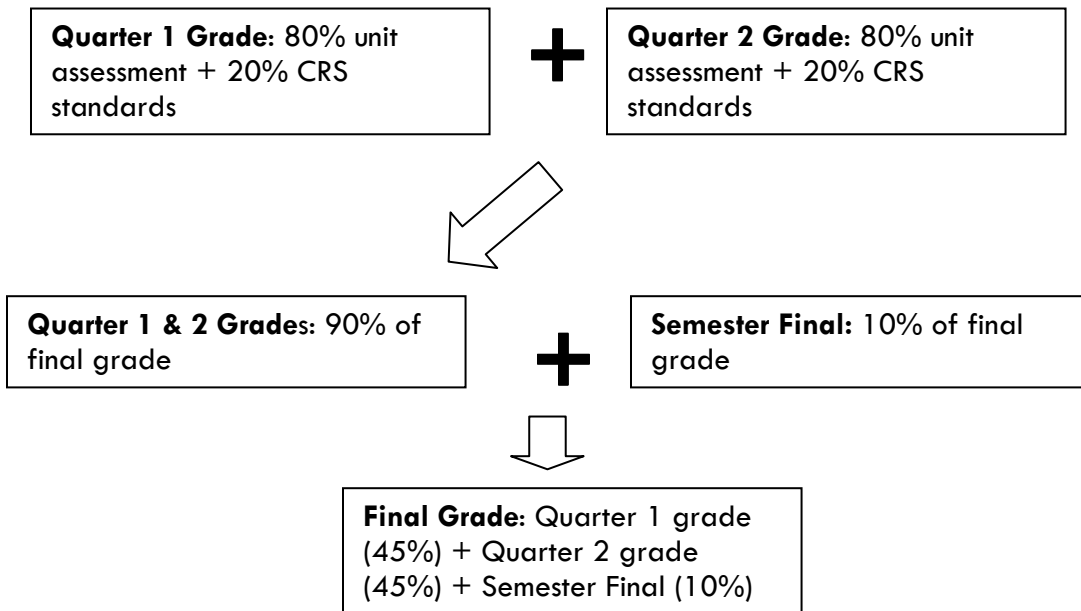 Quarter 1 Grade: 80% unit
assessment + 20% CRS
standards
+
Quarter 2 Grade: 80% unit
assessment + 20% CRS
standards
Quarter 1 & 2 Grades: 90% of
final grade
+
Semester Final: 10% of final
grade
Final Grade: Quarter 1 grade
(45%) + Quarter 2 grade
(45%) + Semester Final (10%)